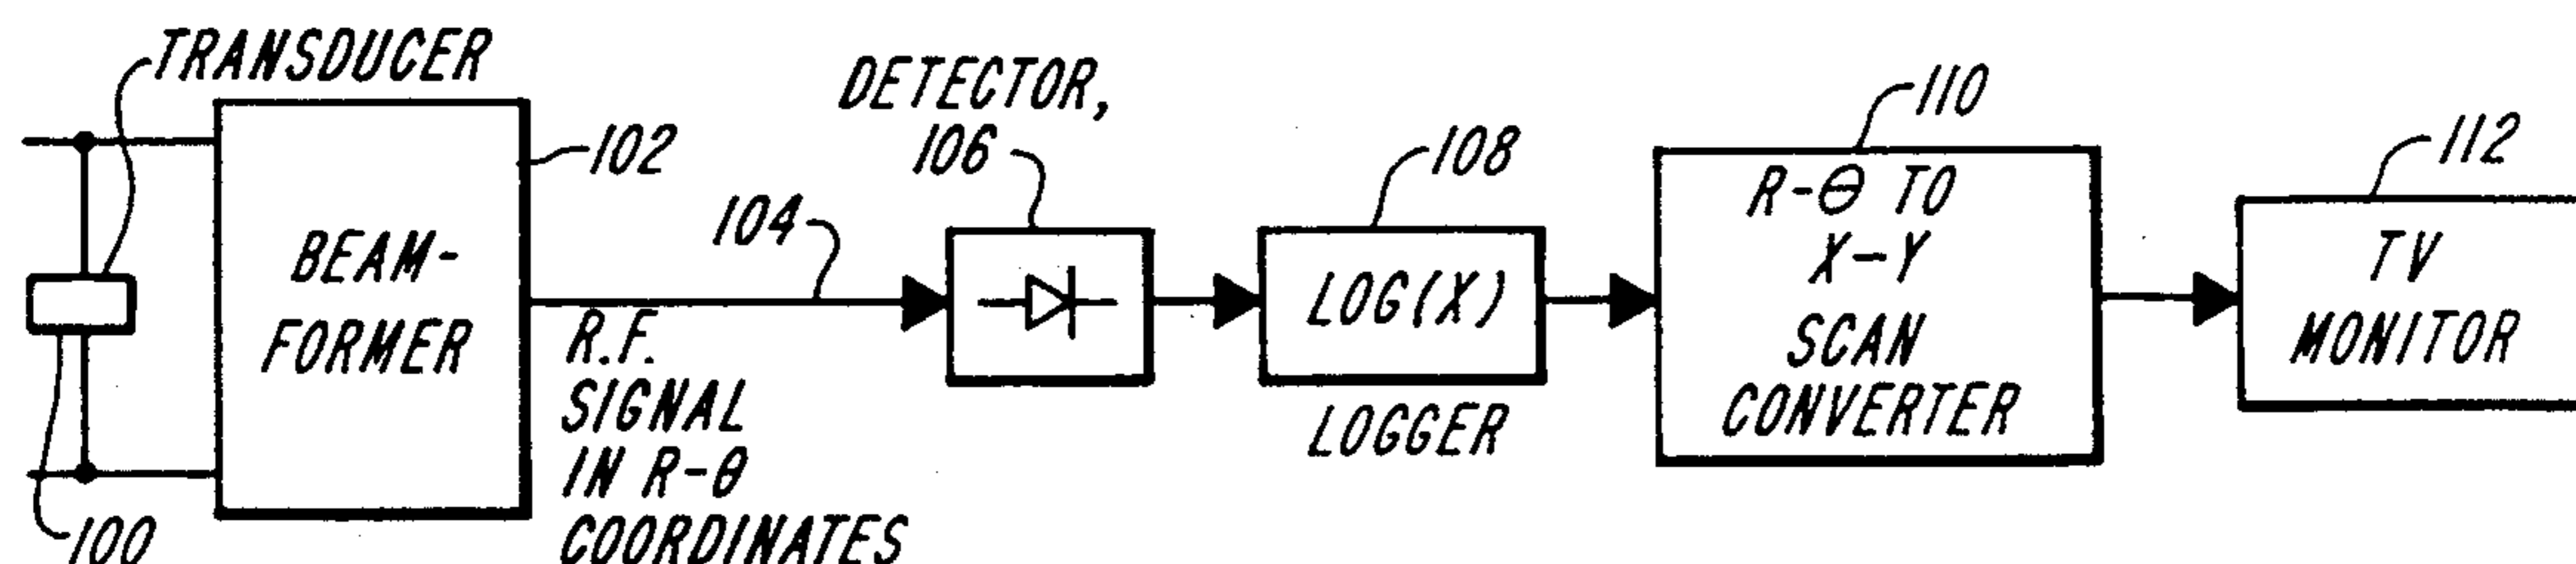 TRANSDUCER
100
BEAM-
FORMER
102
104
R.F.
SIGNAL
IN R-θ
COORDINATES
DETECTOR,
106
108
LOG(X)
LOGGER
110
R-Θ TO
X-Y
SCAN
CONVERTER
112
TV
MONITOR